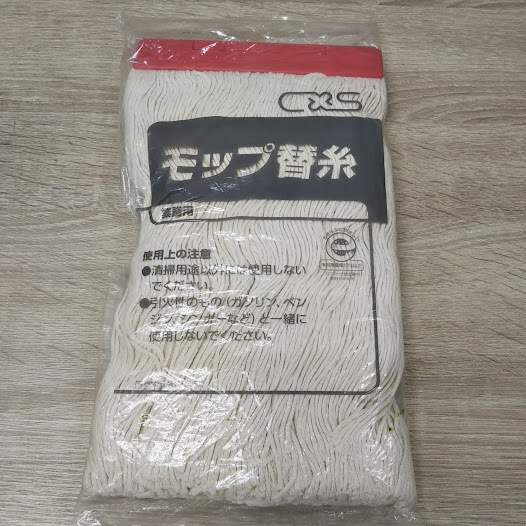 CXS
モップ替糸
業務用
使用上の注意
●清掃用途以外には使用しない
でください。
●引火性のもの(ガソリン、ベン
ジン、シンナーなど)と一緒に
使用しないでください。